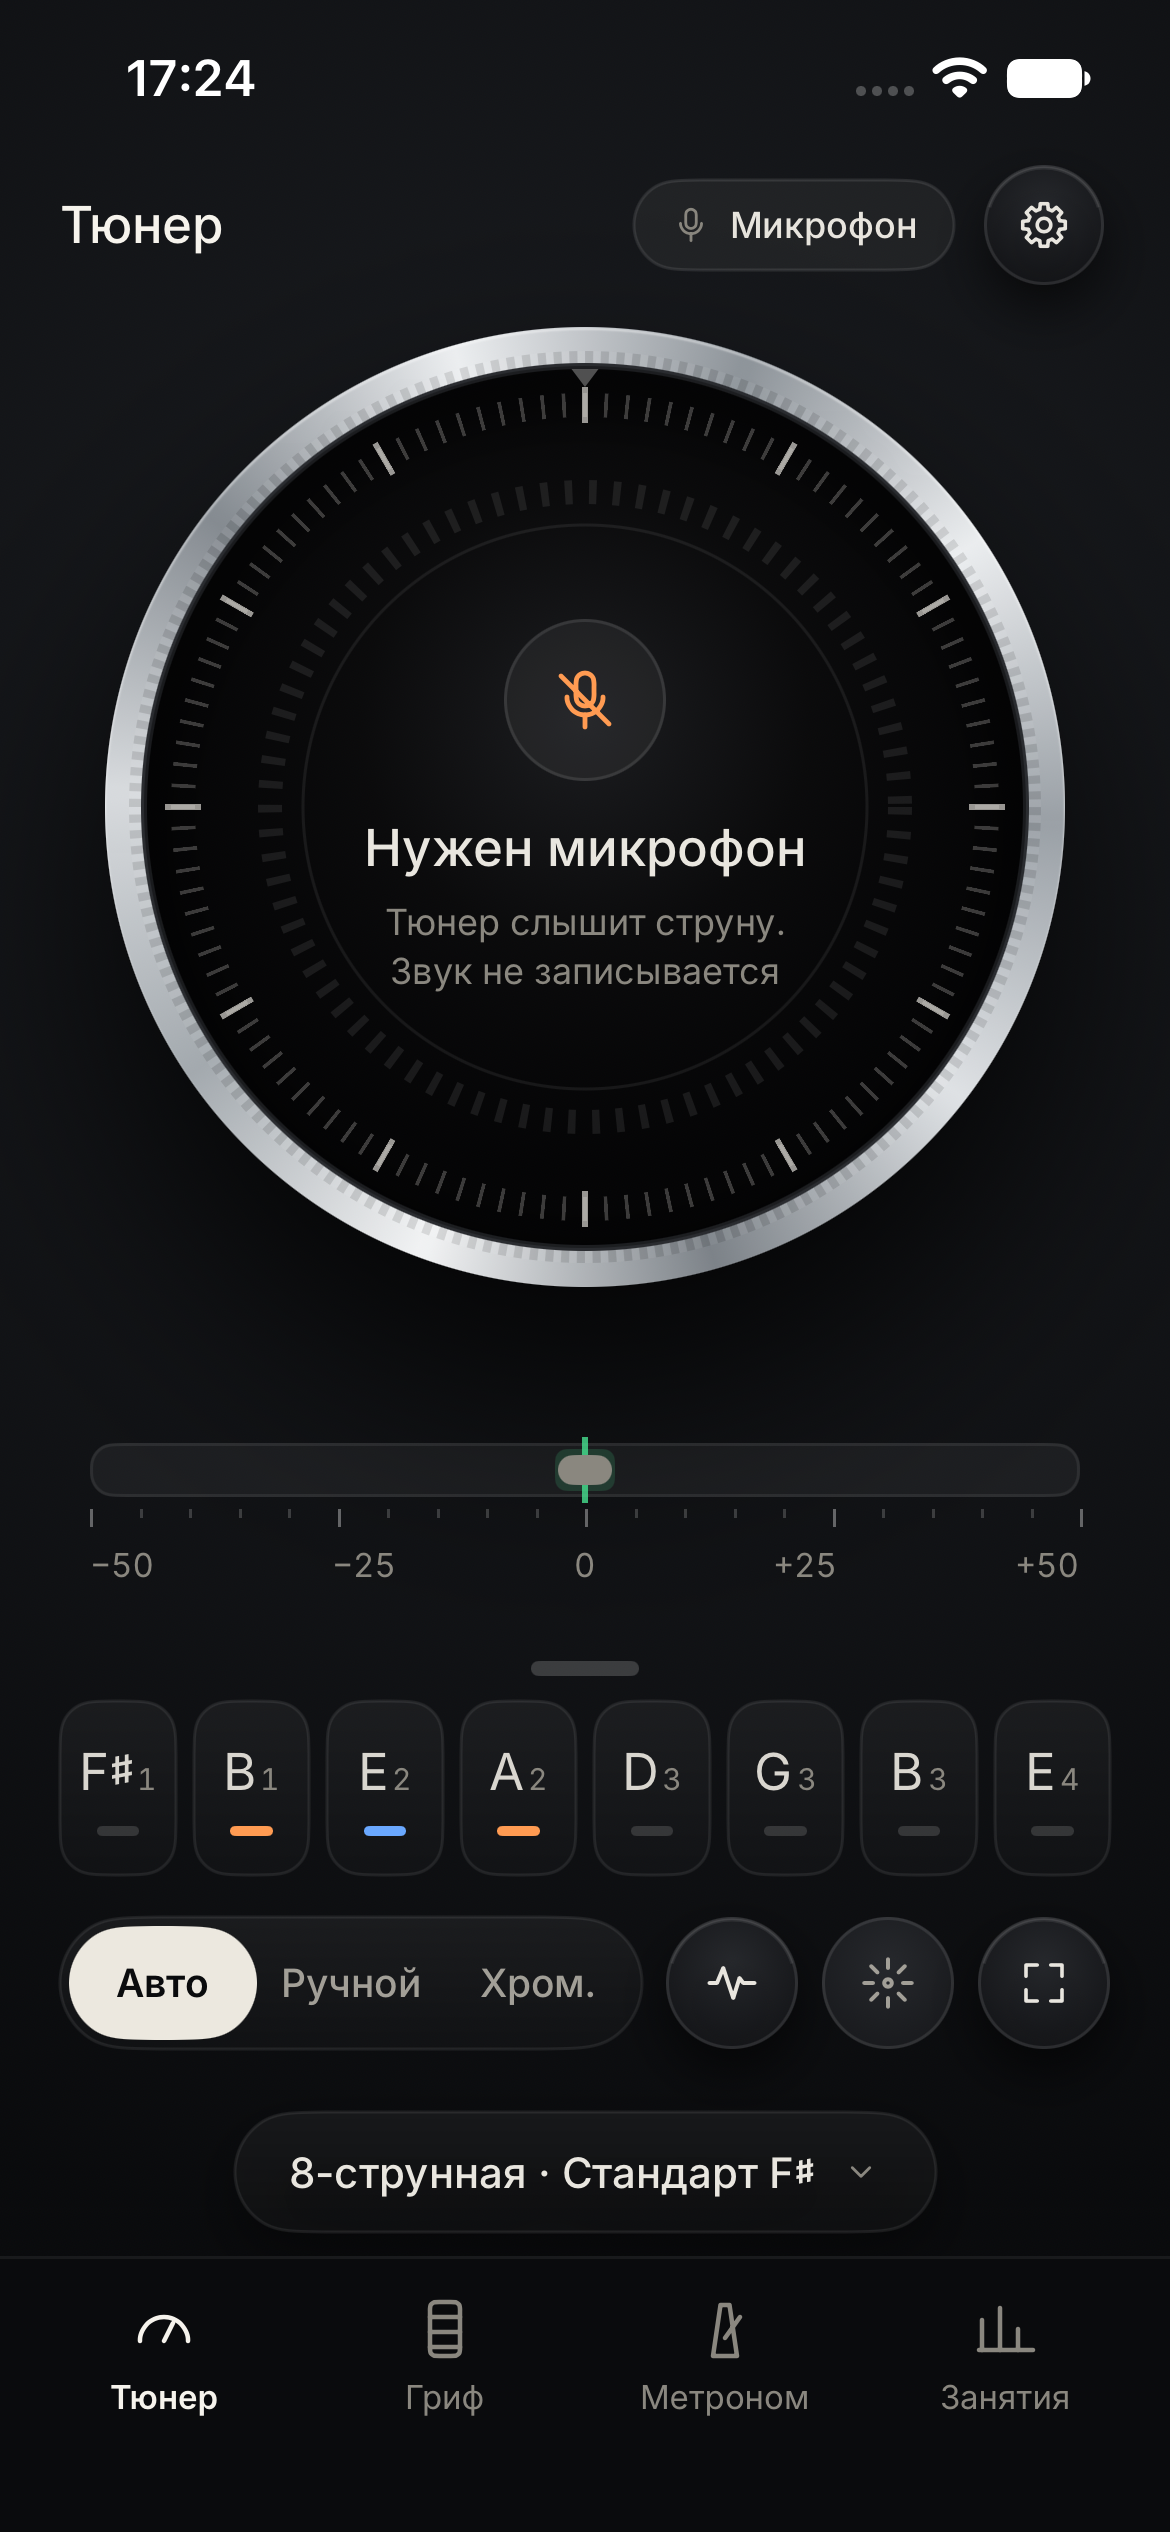 17:24
Тюнер
Микрофон
Нужен микрофон
Тюнер слышит струну.
Звук не записывается
−50 −25 0 +25 +50
F♯1 B1 E2 A2 D3 G3 B3 E4
Авто Ручной Хром.
8-струнная · Стандарт F♯
Тюнер Гриф Метроном Занятия